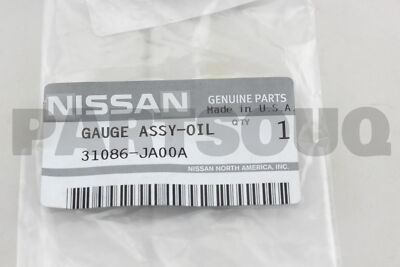 NISSAN
GENUINE PARTS
Made in U.S.A.
QTY
GAUGE ASSY-OIL 1
31086-JA00A
NISSAN NORTH AMERICA, INC.
PARTSOUQ